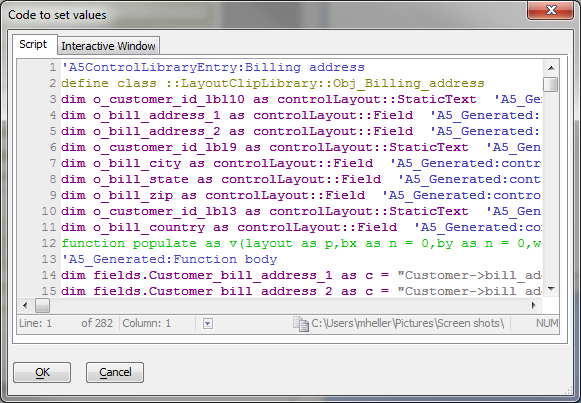 Code to set values
Script
Interactive Window
1 'A5ControlLibraryEntry:Billing address
2 define class ::LayoutClipLibrary::Obj_Billing_address
3 dim o_customer_id_lbl10 as controlLayout::StaticText 'A5_Ge
4 dim o_bill_address_1 as controlLayout::Field 'A5_Generated:
5 dim o_bill_address_2 as controlLayout::Field 'A5_Generated:
6 dim o_customer_id_lbl9 as controlLayout::StaticText 'A5_Gen
7 dim o_bill_city as controlLayout::Field 'A5_Generated:contr
8 dim o_bill_state as controlLayout::Field 'A5_Generated:cont
9 dim o_bill_zip as controlLayout::Field 'A5_Generated:contro
10 dim o_customer_id_lbl3 as controlLayout::StaticText 'A5_Gen
11 dim o_bill_country as controlLayout::Field 'A5_Generated:co
12 function populate as v(layout as p,bx as n = 0,by as n = 0,w
13 'A5_Generated:Function body
14 dim fields.Customer_bill_address_1 as c = "Customer->bill_ad
15 dim fields.Customer_bill_address_2 as c = "Customer->bill_ad
Line: 1 of 282 Column: 1 C:\Users\mheller\Pictures\Screen shots\ NUM
OK Cancel